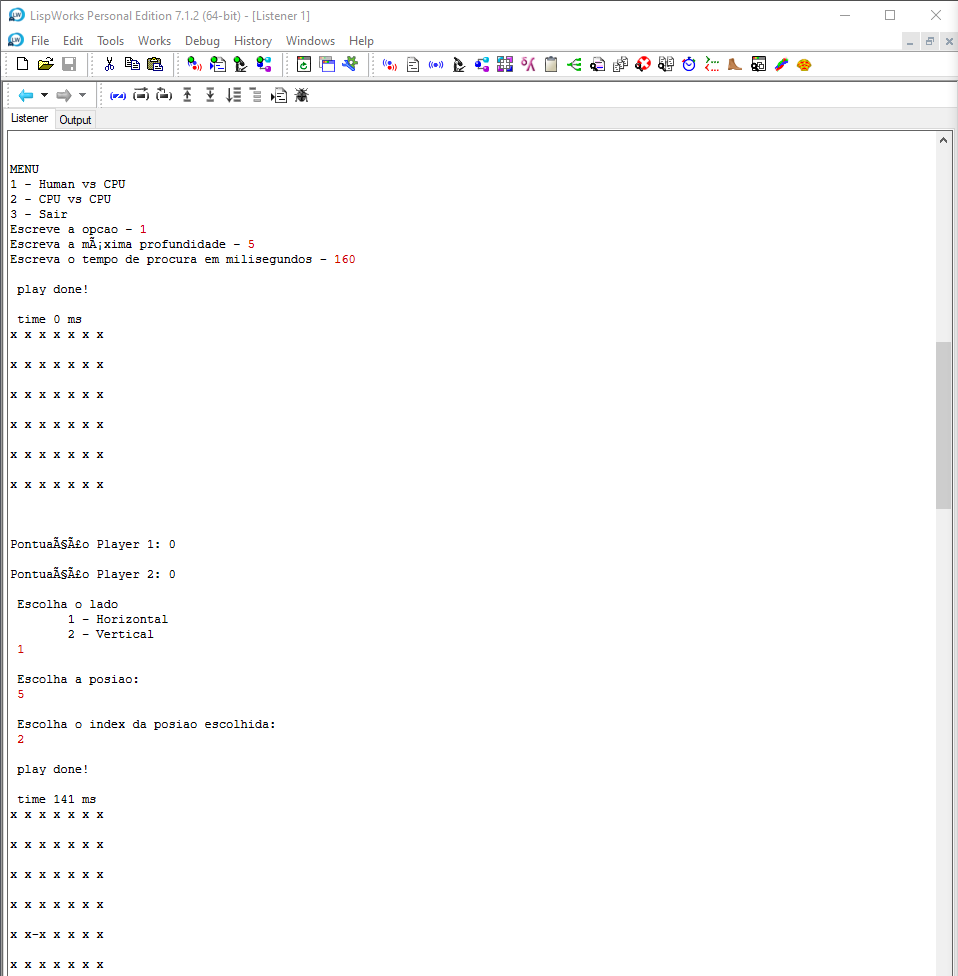 LispWorks Personal Edition 7.1.2 (64-bit) - [Listener 1]
File Edit Tools Works Debug History Windows Help
Listener Output
MENU
1 - Human vs CPU
2 - CPU vs CPU
3 - Sair
Escreve a opcao - 1
Escreva a mÃ¡xima profundidade - 5
Escreva o tempo de procura em milisegundos - 160
play done!
time 0 ms
x x x x x x x
x x x x x x x
x x x x x x x
x x x x x x x
x x x x x x x
x x x x x x x
PontuaÃ§Ã£o Player 1: 0
PontuaÃ§Ã£o Player 2: 0
Escolha o lado
1 - Horizontal
2 - Vertical
1
Escolha a posiao:
5
Escolha o index da posiao escolhida:
2
play done!
time 141 ms
x x x x x x x
x x x x x x x
x x x x x x x
x x x x x x x
x x-x x x x x
x x x x x x x